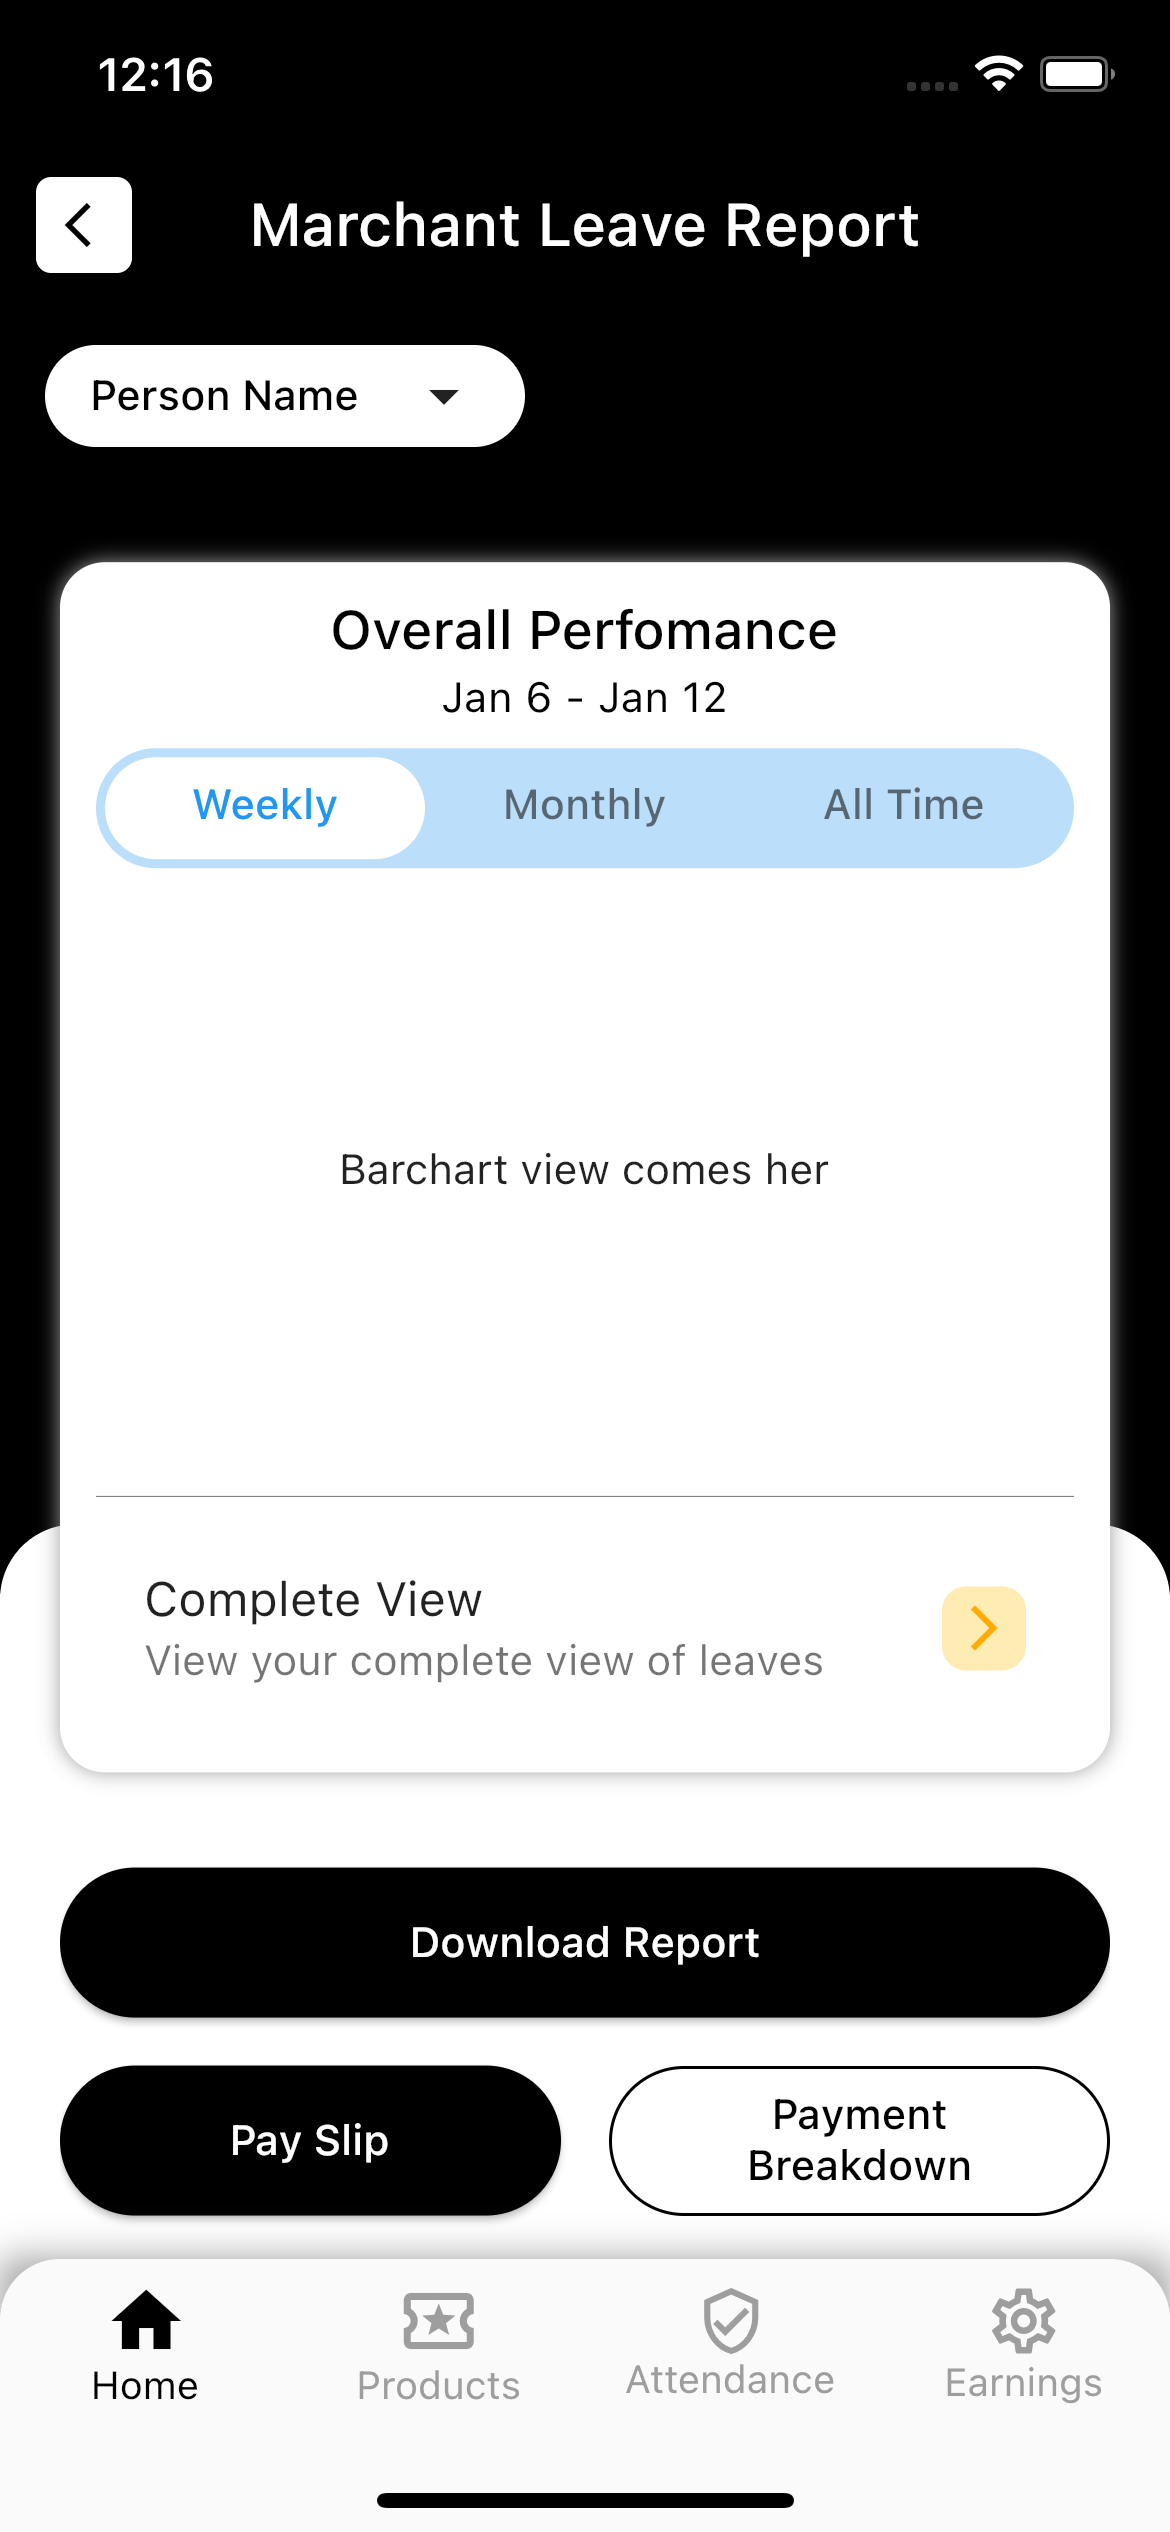 12:16
Marchant Leave Report
Person Name
Overall Perfomance
Jan 6 - Jan 12
Weekly Monthly All Time
Barchart view comes her
Complete View
View your complete view of leaves
Download Report
Pay Slip
Payment
Breakdown
Home Products Attendance Earnings